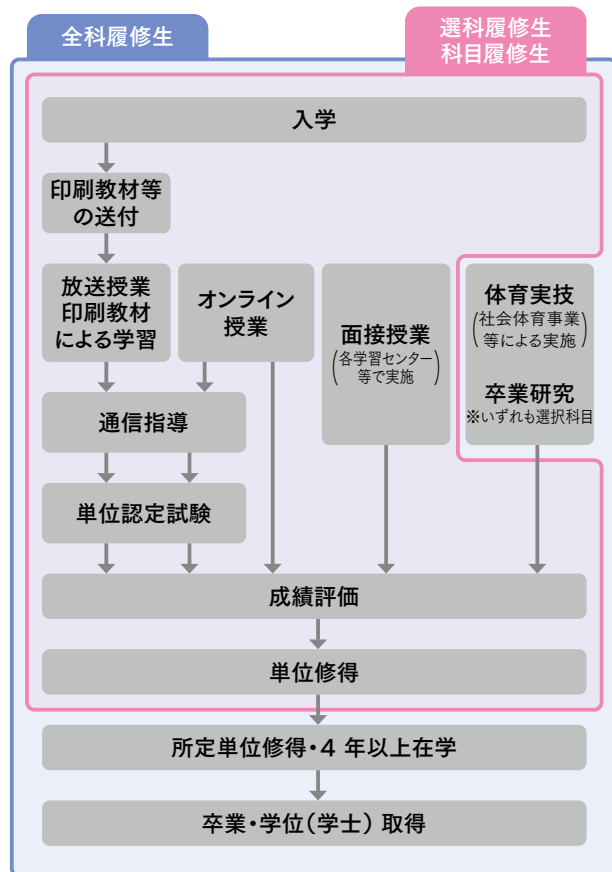 全科履修生
選科履修生
科目履修生
入学
印刷教材等
の送付
放送授業
印刷教材
による学習
オンライン
授業
面接授業
(各学習センター
等で実施)
体育実技
(社会体育事業
等による実施)
卒業研究
※いずれも選択科目
通信指導
単位認定試験
成績評価
単位修得
所定単位修得・4 年以上在学
卒業・学位(学士) 取得